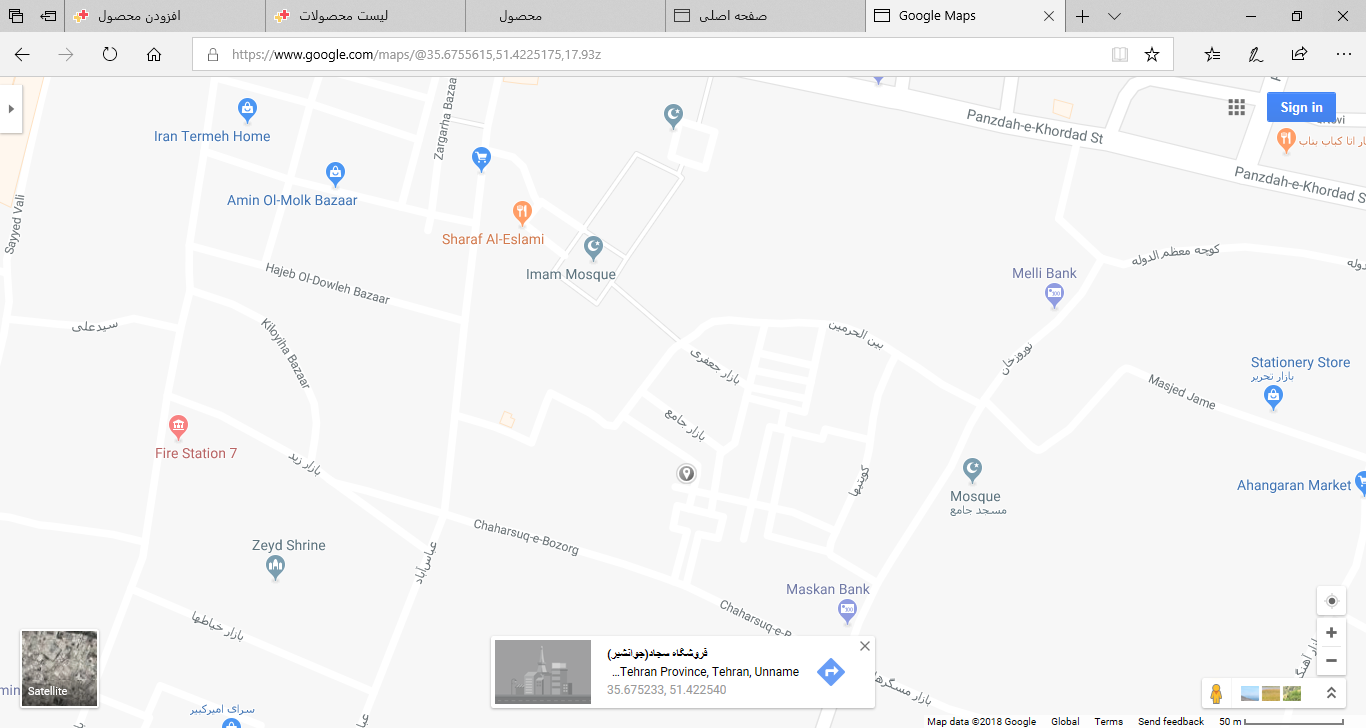 افزودن محصول
لیست محصولات
محصول
صفحه اصلی
Google Maps
https://www.google.com/maps/@35.6755615,51.4225175,17.93z
Sign in
Iran Termeh Home
Zargarha Bazaa
Panzdah-e-Khordad St
بار اتا کباب بناب
Panzdah-e-Khordad S
Amin Ol-Molk Bazaar
Sayyed Vali
Sharaf Al-Eslami
Imam Mosque
کوچه معظم الدوله
Hajeb Ol-Dowleh Bazaar
Melli Bank
سیدعلی
Kiloyiha Bazaar
بین الحرمین
بازار جعفری
نوروزخان
Stationery Store
بازار تحریر
Masjed Jame
بازار جامع
Fire Station 7
بازار زید
کویتیها
Mosque
مسجد جامع
Ahangaran Market
Chaharsuq-e-Bozorg
Zeyd Shrine
عباس‌آباد
Maskan Bank
Chaharsuq-e-B
بازار خیاطها
Satellite
فروشگاه سجاد(جوانشیر)
Tehran Province, Tehran, Unname...
35.675233, 51.422540
بازار مسگرها
بازار آهنگ
سرای امیرکبیر
Map data ©2018 Google
Global
Terms
Send feedback
50 m